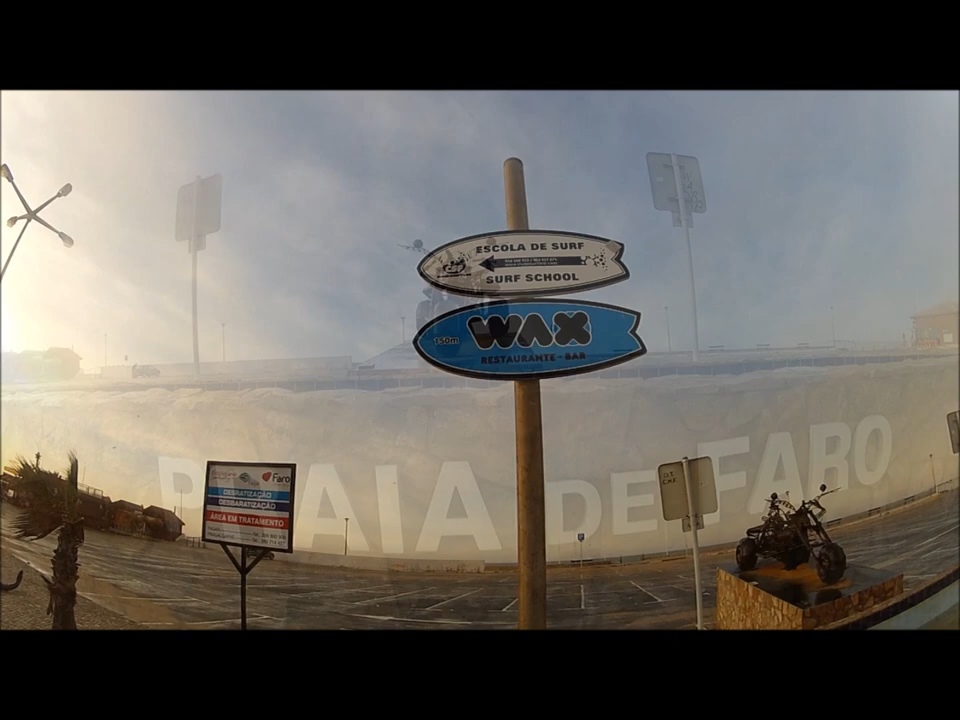 ESCOLA DE SURF
SURF SCHOOL
WAX
150m
RESTAURANTE - BAR
PRAIA DE FARO
Faro
DESRATIZAÇÃO
DESBARATIZAÇÃO
ÁREA EM TRATAMENTO